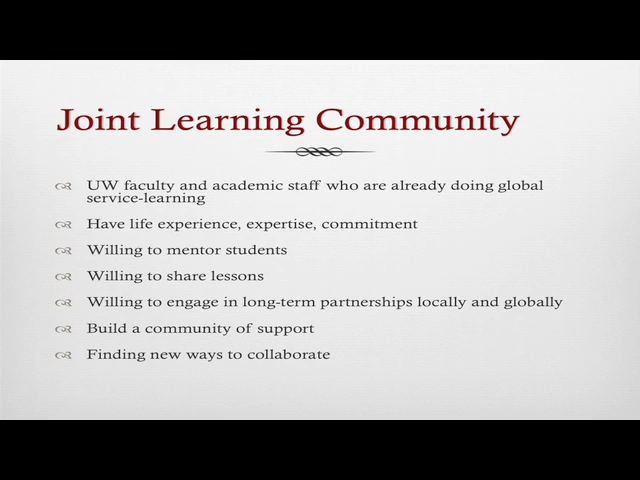 Joint Learning Community
UW faculty and academic staff who are already doing global
service-learning
Have life experience, expertise, commitment
Willing to mentor students
Willing to share lessons
Willing to engage in long-term partnerships locally and globally
Build a community of support
Finding new ways to collaborate